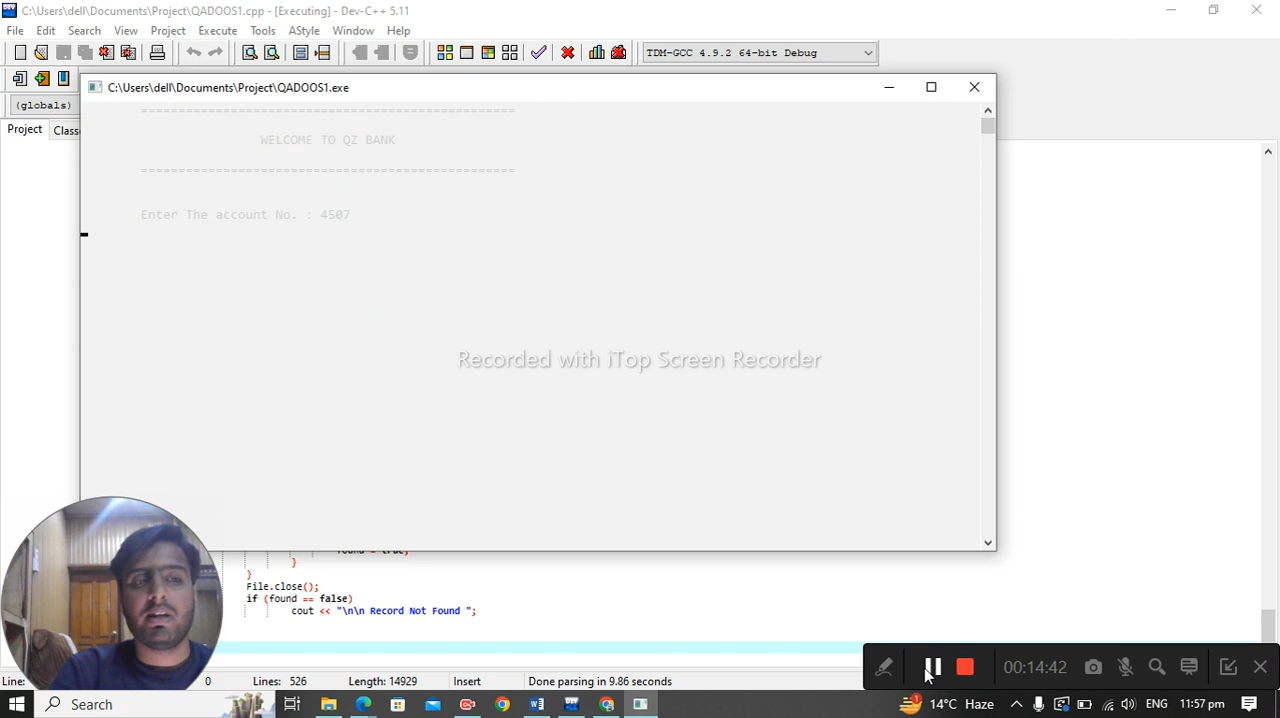 C:\Users\dell\Documents\Project\QADOOS1.cpp - [Executing] - Dev-C++ 5.11
File Edit Search View Project Execute Tools AStyle Window Help
TDM-GCC 4.9.2 64-bit Debug
(globals)
Project Classe
C:\Users\dell\Documents\Project\QADOOS1.exe
==================================================
WELCOME TO QZ BANK
==================================================
Enter The account No. : 4507
Recorded with iTop Screen Recorder
}
}
File.close();
if (found == false)
cout << "\n\n Record Not Found ";
00:14:42
Line: 0 Lines: 526 Length: 14929 Insert Done parsing in 9.86 seconds
Search
1 14°C Haze ENG 11:57 pm